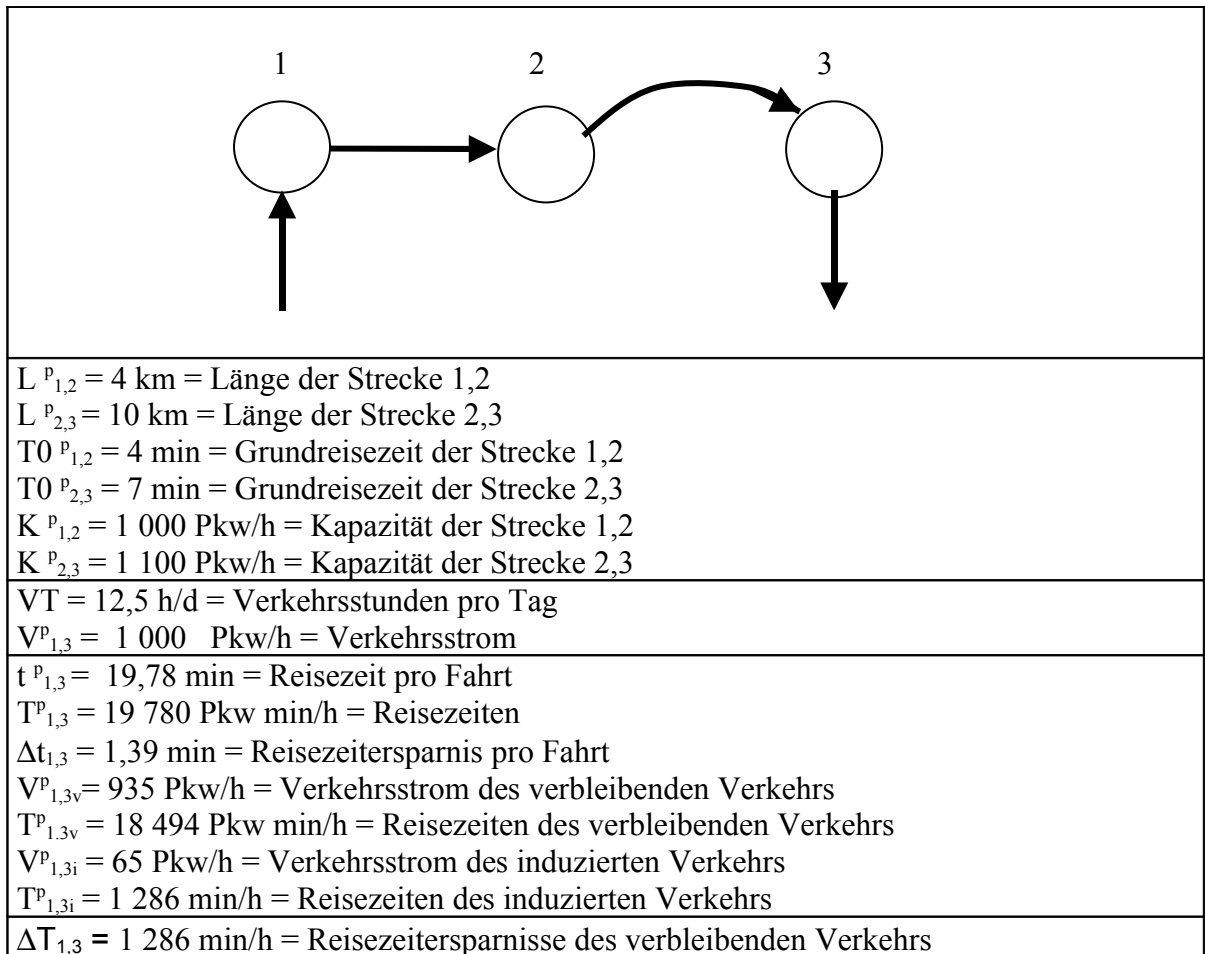 1 2 3
L ᵖ₁,₂ = 4 km = Länge der Strecke 1,2
L ᵖ₂,₃ = 10 km = Länge der Strecke 2,3
T0 ᵖ₁,₂ = 4 min = Grundreisezeit der Strecke 1,2
T0 ᵖ₂,₃ = 7 min = Grundreisezeit der Strecke 2,3
K ᵖ₁,₂ = 1 000 Pkw/h = Kapazität der Strecke 1,2
K ᵖ₂,₃ = 1 100 Pkw/h = Kapazität der Strecke 2,3
VT = 12,5 h/d = Verkehrsstunden pro Tag
Vᵖ₁,₃ = 1 000 Pkw/h = Verkehrsstrom
t ᵖ₁,₃ = 19,78 min = Reisezeit pro Fahrt
Tᵖ₁,₃ = 19 780 Pkw min/h = Reisezeiten
Δt₁,₃ = 1,39 min = Reisezeitersparnis pro Fahrt
Vᵖ₁,₃ᵥ= 935 Pkw/h = Verkehrsstrom des verbleibenden Verkehrs
Tᵖ₁.₃ᵥ = 18 494 Pkw min/h = Reisezeiten des verbleibenden Verkehrs
Vᵖ₁,₃ᵢ = 65 Pkw/h = Verkehrsstrom des induzierten Verkehrs
Tᵖ₁,₃ᵢ = 1 286 min/h = Reisezeiten des induzierten Verkehrs
ΔT₁,₃ = 1 286 min/h = Reisezeitersparnisse des verbleibenden Verkehrs